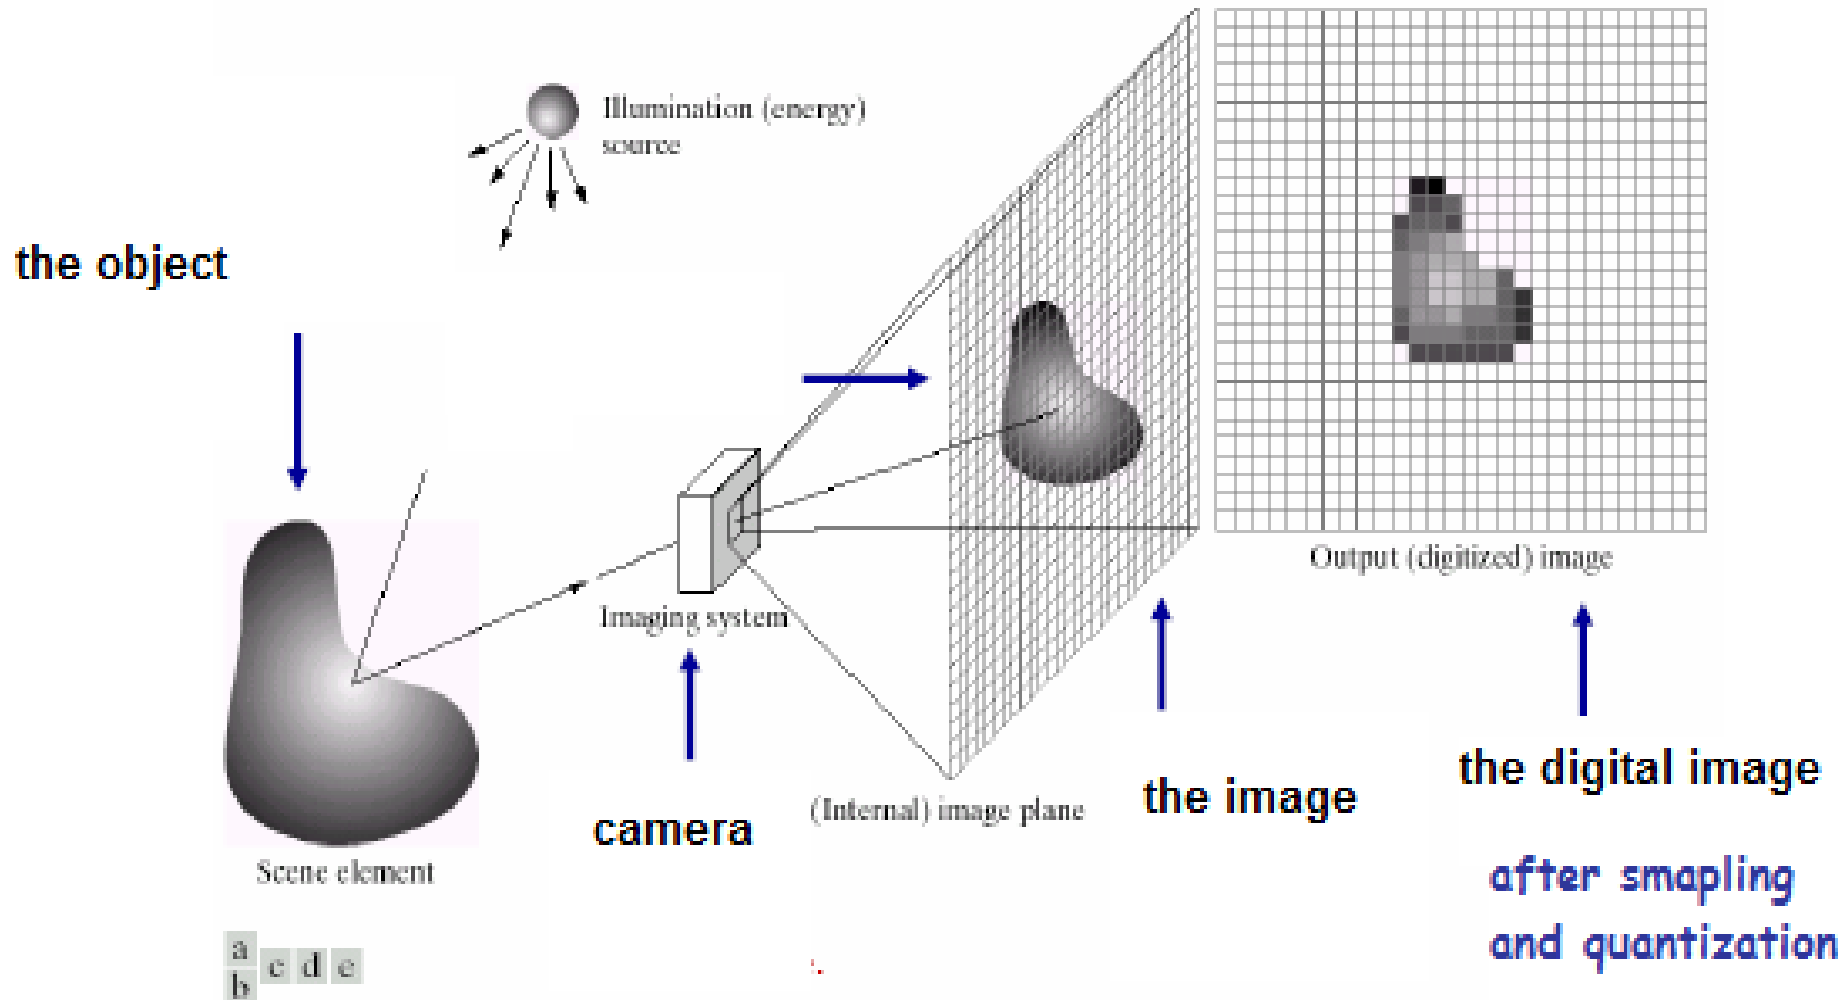 Illumination (energy)
source
the object
Output (digitized) image
Imaging system
the digital image
the image
(Internal) image plane
camera
Scene element
after smapling
and quantization
a
b
c d e